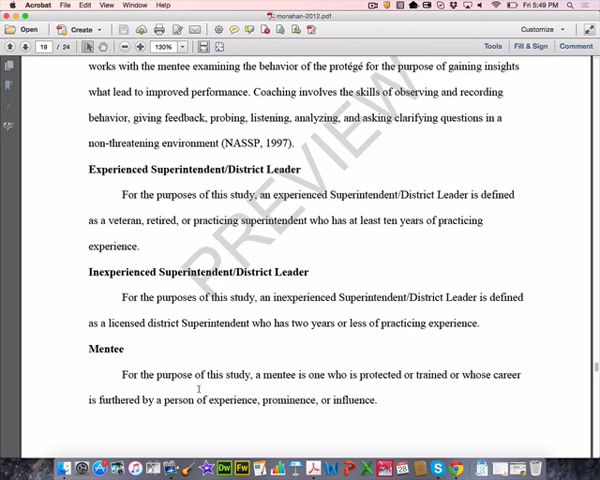 Acrobat File Edit View Window Help
Fri 5:49 PM
monahan-2012.pdf
Open Create Customize
19 / 24 130% Tools Fill & Sign Comment
works with the mentee examining the behavior of the protégé for the purpose of gaining insights
what lead to improved performance. Coaching involves the skills of observing and recording
behavior, giving feedback, probing, listening, analyzing, and asking clarifying questions in a
non-threatening environment (NASSP, 1997).
Experienced Superintendent/District Leader
For the purposes of this study, an experienced Superintendent/District Leader is defined
as a veteran, retired, or practicing superintendent who has at least ten years of practicing
experience.
Inexperienced Superintendent/District Leader
For the purposes of this study, an inexperienced Superintendent/District Leader is defined
as a licensed district Superintendent who has two years or less of practicing experience.
Mentee
For the purpose of this study, a mentee is one who is protected or trained or whose career
is furthered by a person of experience, prominence, or influence.
PREVIEW
Dw Fw W P X 28 S